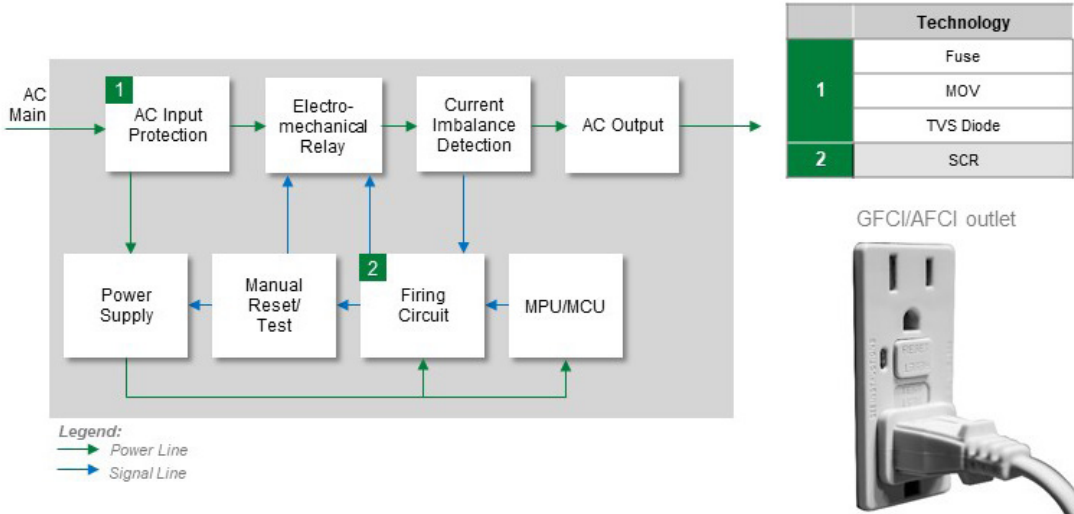 AC
Main
1
AC Input
Protection
Electro-
mechanical
Relay
Current
Imbalance
Detection
AC Output
Power
Supply
Manual
Reset/
Test
2
Firing
Circuit
MPU/MCU
Legend:
Power Line
Signal Line
Technology
1
Fuse
MOV
TVS Diode
2
SCR
GFCI/AFCI outlet
RESET